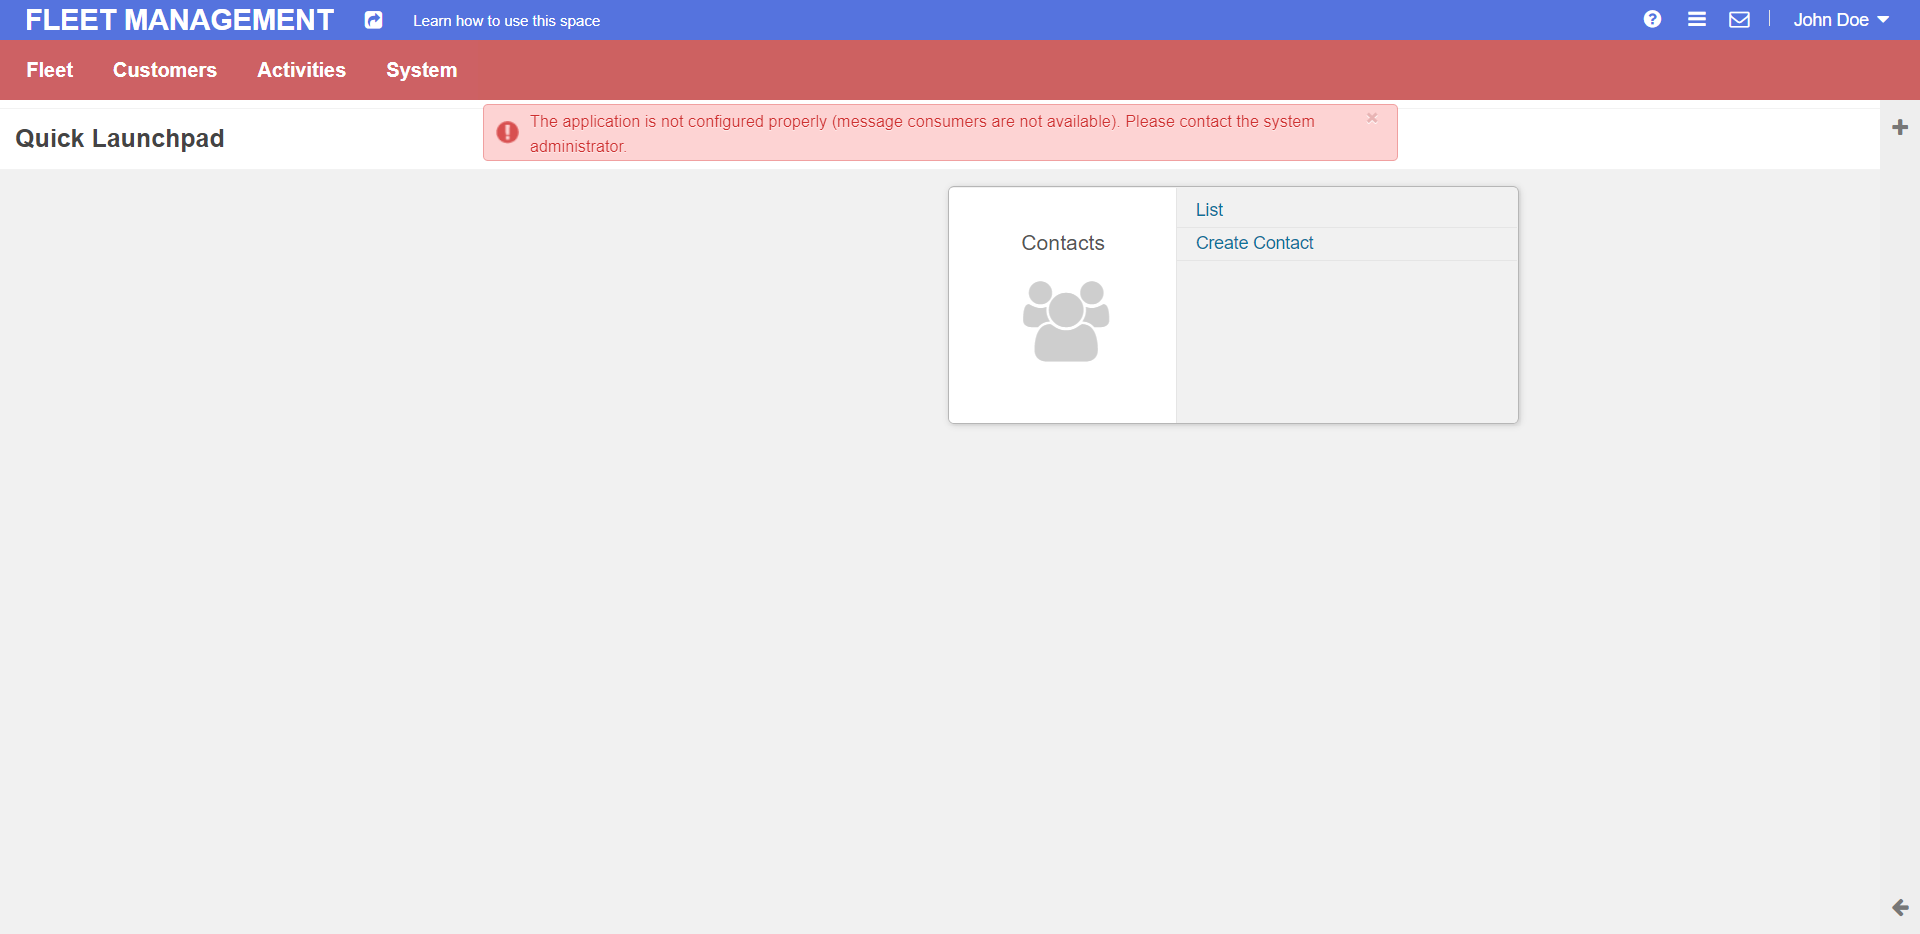 FLEET MANAGEMENT
Learn how to use this space
John Doe
Fleet
Customers
Activities
System
Quick Launchpad
The application is not configured properly (message consumers are not available). Please contact the system
administrator.
×
Contacts
List
Create Contact